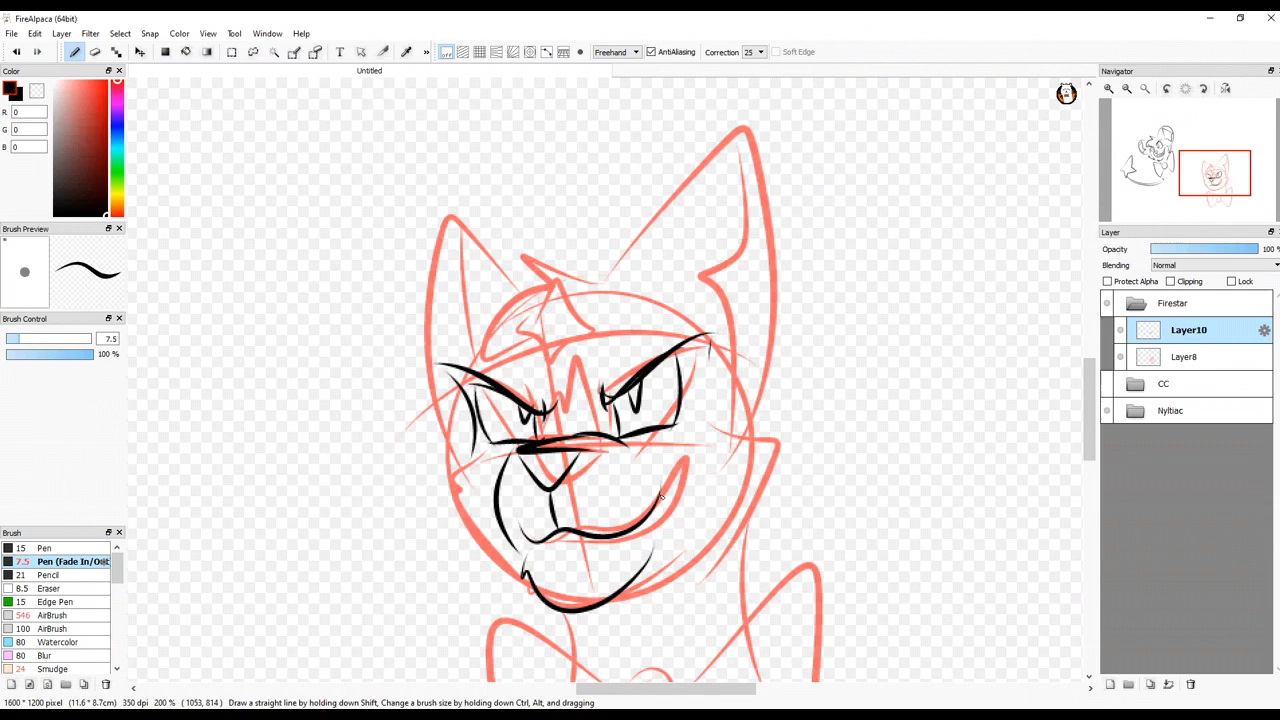 FireAlpaca (64bit)
File Edit Layer Filter Select Snap Color View Tool Window Help
T » off Freehand AntiAliasing Correction 25 Soft Edge
Color Untitled Navigator
R 0
G 0
B 0
Brush Preview
Layer
Opacity 100 %
Blending Normal
Protect Alpha Clipping Lock
Firestar
Brush Control
Layer10
7.5
100 %
Layer8
CC
Nyltiac
Brush
15 Pen
7.5 Pen (Fade In/Out
21 Pencil
8.5 Eraser
15 Edge Pen
546 AirBrush
100 AirBrush
80 Watercolor
80 Blur
24 Smudge
1600 * 1200 pixel (11.6 * 8.7cm) 350 dpi 200 % ( 1053, 814 ) Draw a straight line by holding down Shift, Change a brush size by holding down Ctrl, Alt, and dragging